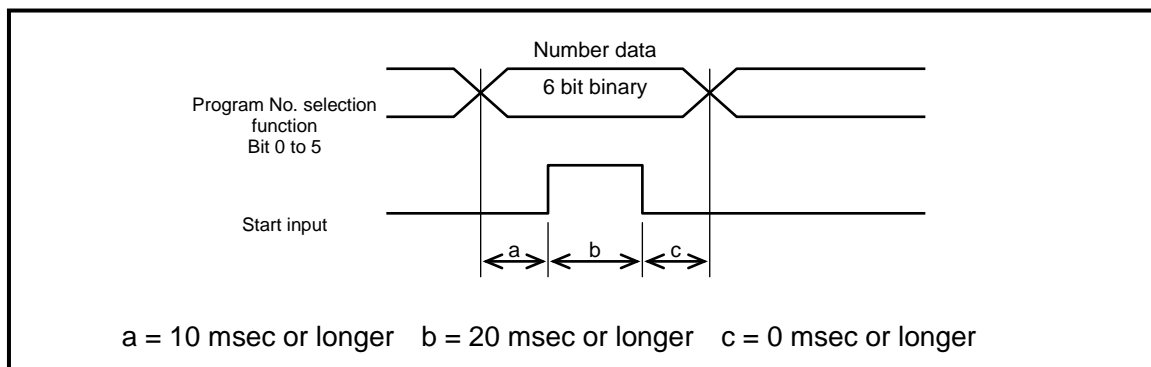 Number data
6 bit binary
Program No. selection
function
Bit 0 to 5
Start input
a b c
a = 10 msec or longer b = 20 msec or longer c = 0 msec or longer